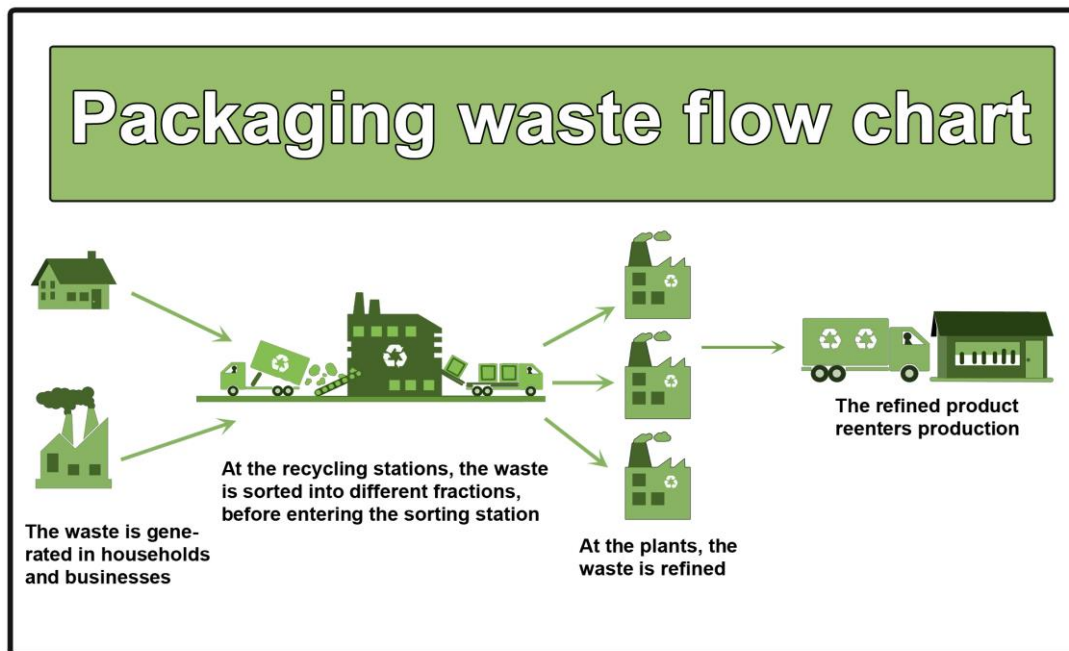 Packaging waste flow chart
The waste is gene-
rated in households
and businesses
At the recycling stations, the waste
is sorted into different fractions,
before entering the sorting station
At the plants, the
waste is refined
The refined product
reenters production